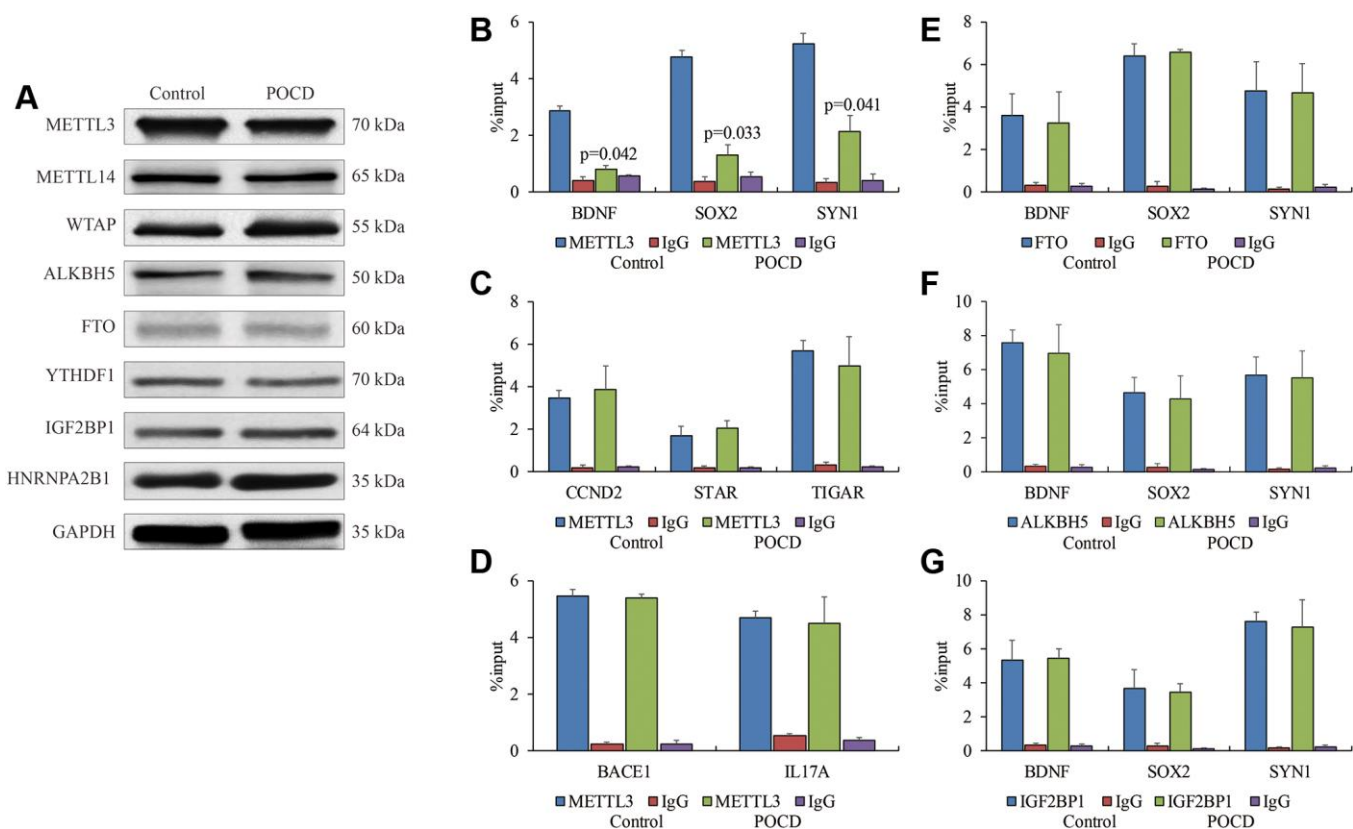 A
Control POCD
METTL3 70 kDa
METTL14 65 kDa
WTAP 55 kDa
ALKBH5 50 kDa
FTO 60 kDa
YTHDF1 70 kDa
IGF2BP1 64 kDa
HNRNPA2B1 35 kDa
GAPDH 35 kDa
B
%input
6
4
2
0
p=0.042
p=0.033
p=0.041
BDNF SOX2 SYN1
METTL3 IgG METTL3 IgG
Control POCD
C
%input
8
6
4
2
0
CCND2 STAR TIGAR
METTL3 IgG METTL3 IgG
Control POCD
D
%input
6
4
2
0
BACE1 IL17A
METTL3 IgG METTL3 IgG
Control POCD
E
%input
8
6
4
2
0
BDNF SOX2 SYN1
FTO IgG FTO IgG
Control POCD
F
%input
10
8
6
4
2
0
BDNF SOX2 SYN1
ALKBH5 IgG ALKBH5 IgG
Control POCD
G
%input
10
8
6
4
2
0
BDNF SOX2 SYN1
IGF2BP1 IgG IGF2BP1 IgG
Control POCD